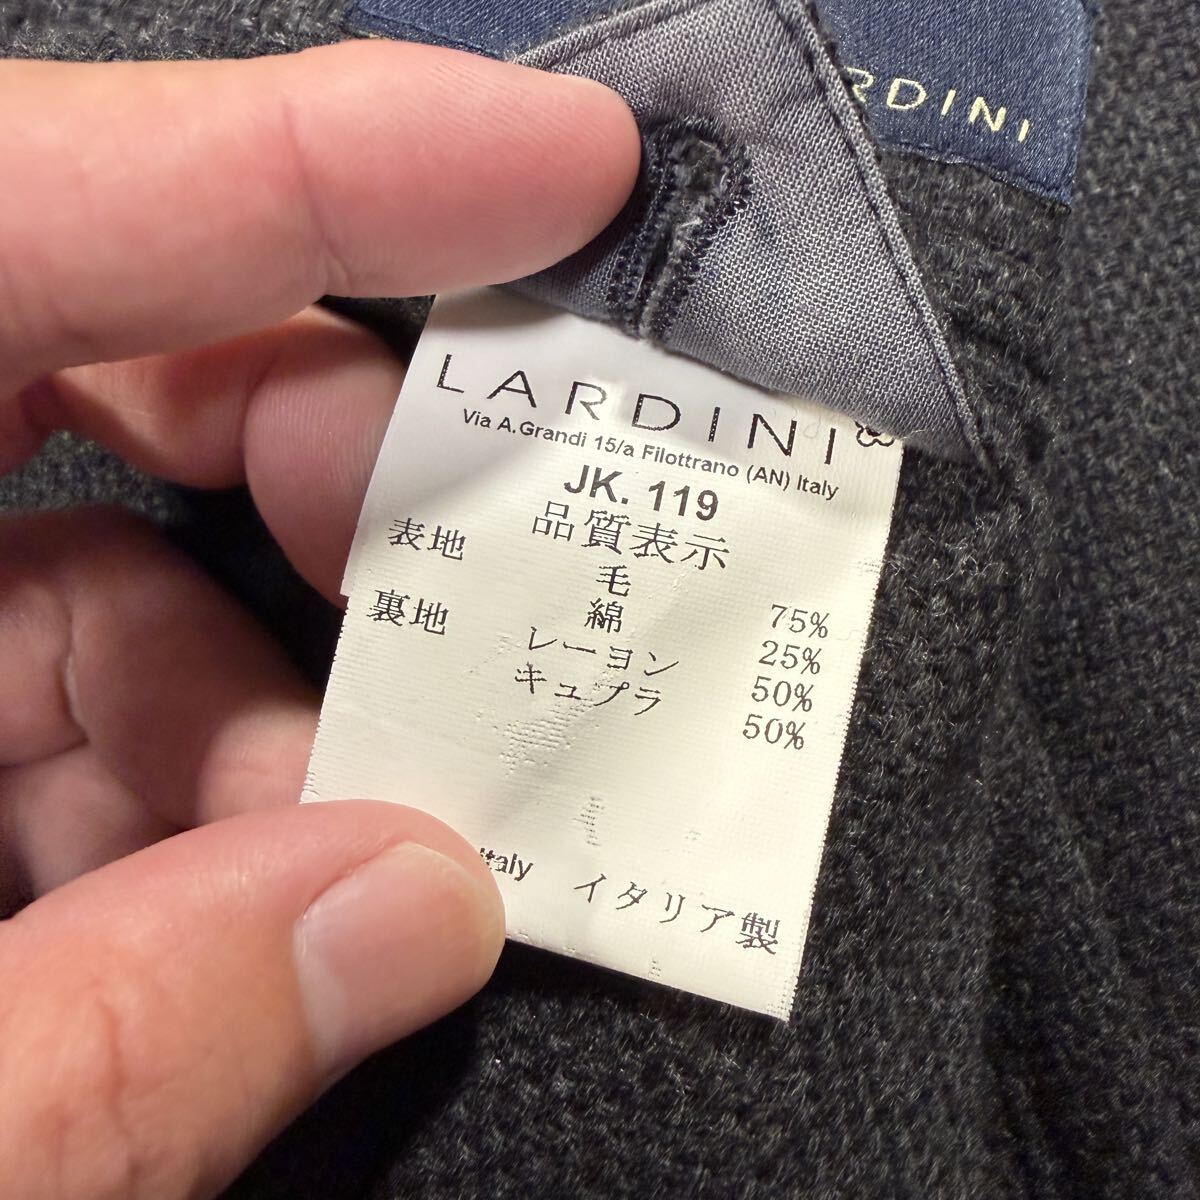 RDINI
LARDINI
Via A.Grandi 15/a Filottrano (AN) Italy
JK. 119
品質表示
表地 毛 75%
綿 25%
裏地 レーヨン 50%
キュプラ 50%
Italy イタリア製